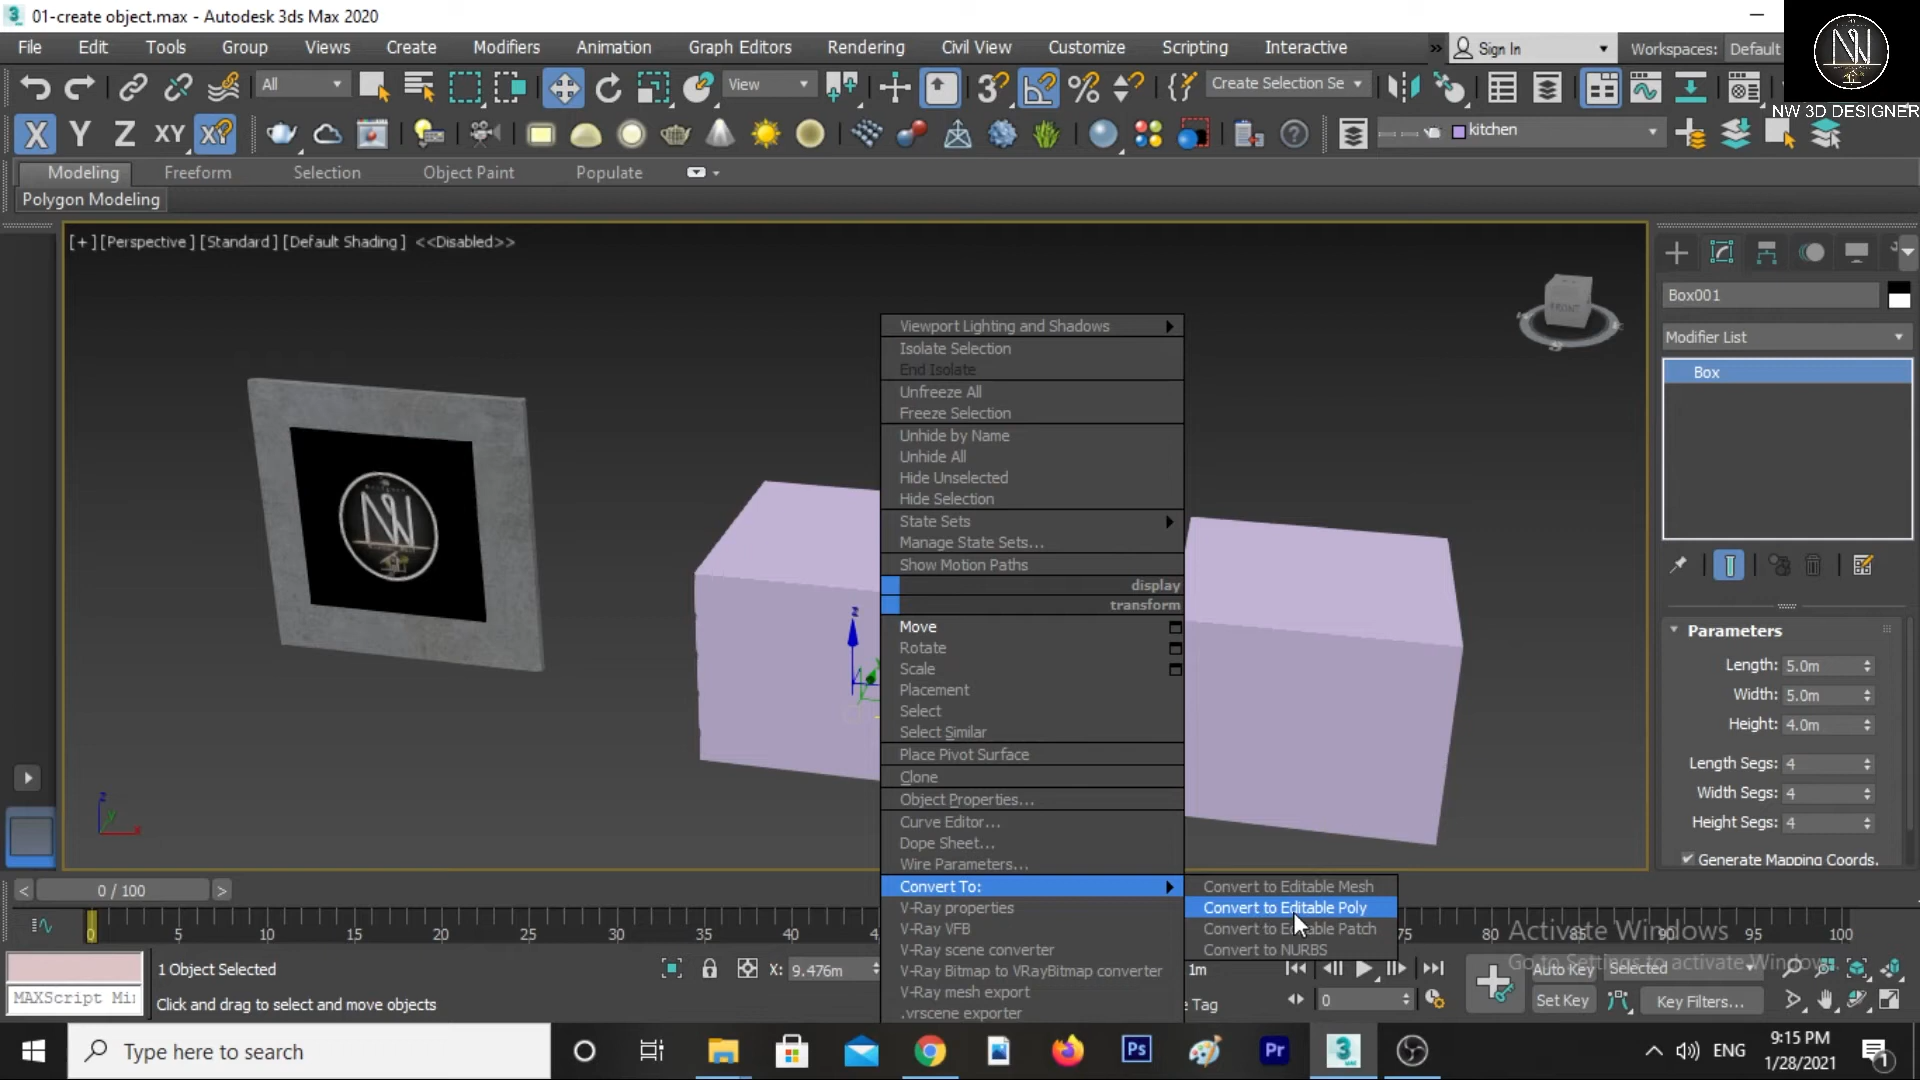 01-create object.max - Autodesk 3ds Max 2020
File Edit Tools Group Views Create Modifiers Animation Graph Editors Rendering Civil View Customize Scripting Interactive
Sign In
Workspaces: Default
NW 3D DESIGNER
All
View
Create Selection Se
X Y Z XY
kitchen
Modeling Freeform Selection Object Paint Populate
Polygon Modeling
[+] [Perspective] [Standard] [Default Shading] <<Disabled>>
FRONT
NW
Box001
Modifier List
Box
Parameters
Length: 5.0m
Width: 5.0m
Height: 4.0m
Length Segs: 4
Width Segs: 4
Height Segs: 4
Generate Mapping Coords.
Viewport Lighting and Shadows
Isolate Selection
End Isolate
Unfreeze All
Freeze Selection
Unhide by Name
Unhide All
Hide Unselected
Hide Selection
State Sets
Manage State Sets...
Show Motion Paths
display
transform
Move
Rotate
Scale
Placement
Select
Select Similar
Place Pivot Surface
Clone
Object Properties...
Curve Editor...
Dope Sheet...
Wire Parameters...
Convert To:
V-Ray properties
V-Ray VFB
V-Ray scene converter
V-Ray Bitmap to VRayBitmap converter
V-Ray mesh export
.vrscene exporter
Convert to Editable Mesh
Convert to Editable Poly
Convert to Editable Patch
Convert to NURBS
z
z y x
< 0 / 100 >
0 5 10 15 20 25 30 35 40 4 75 80 85 90 95 100
Activate Windows
Go to Settings to activate Windows.
1 Object Selected
X: 9.476m
1m
Auto Key
Selected
MAXScript Mi
Click and drag to select and move objects
e Tag
0
Set Key
Key Filters...
Type here to search
Ps
Pr
3
ENG
9:15 PM
1/28/2021
1